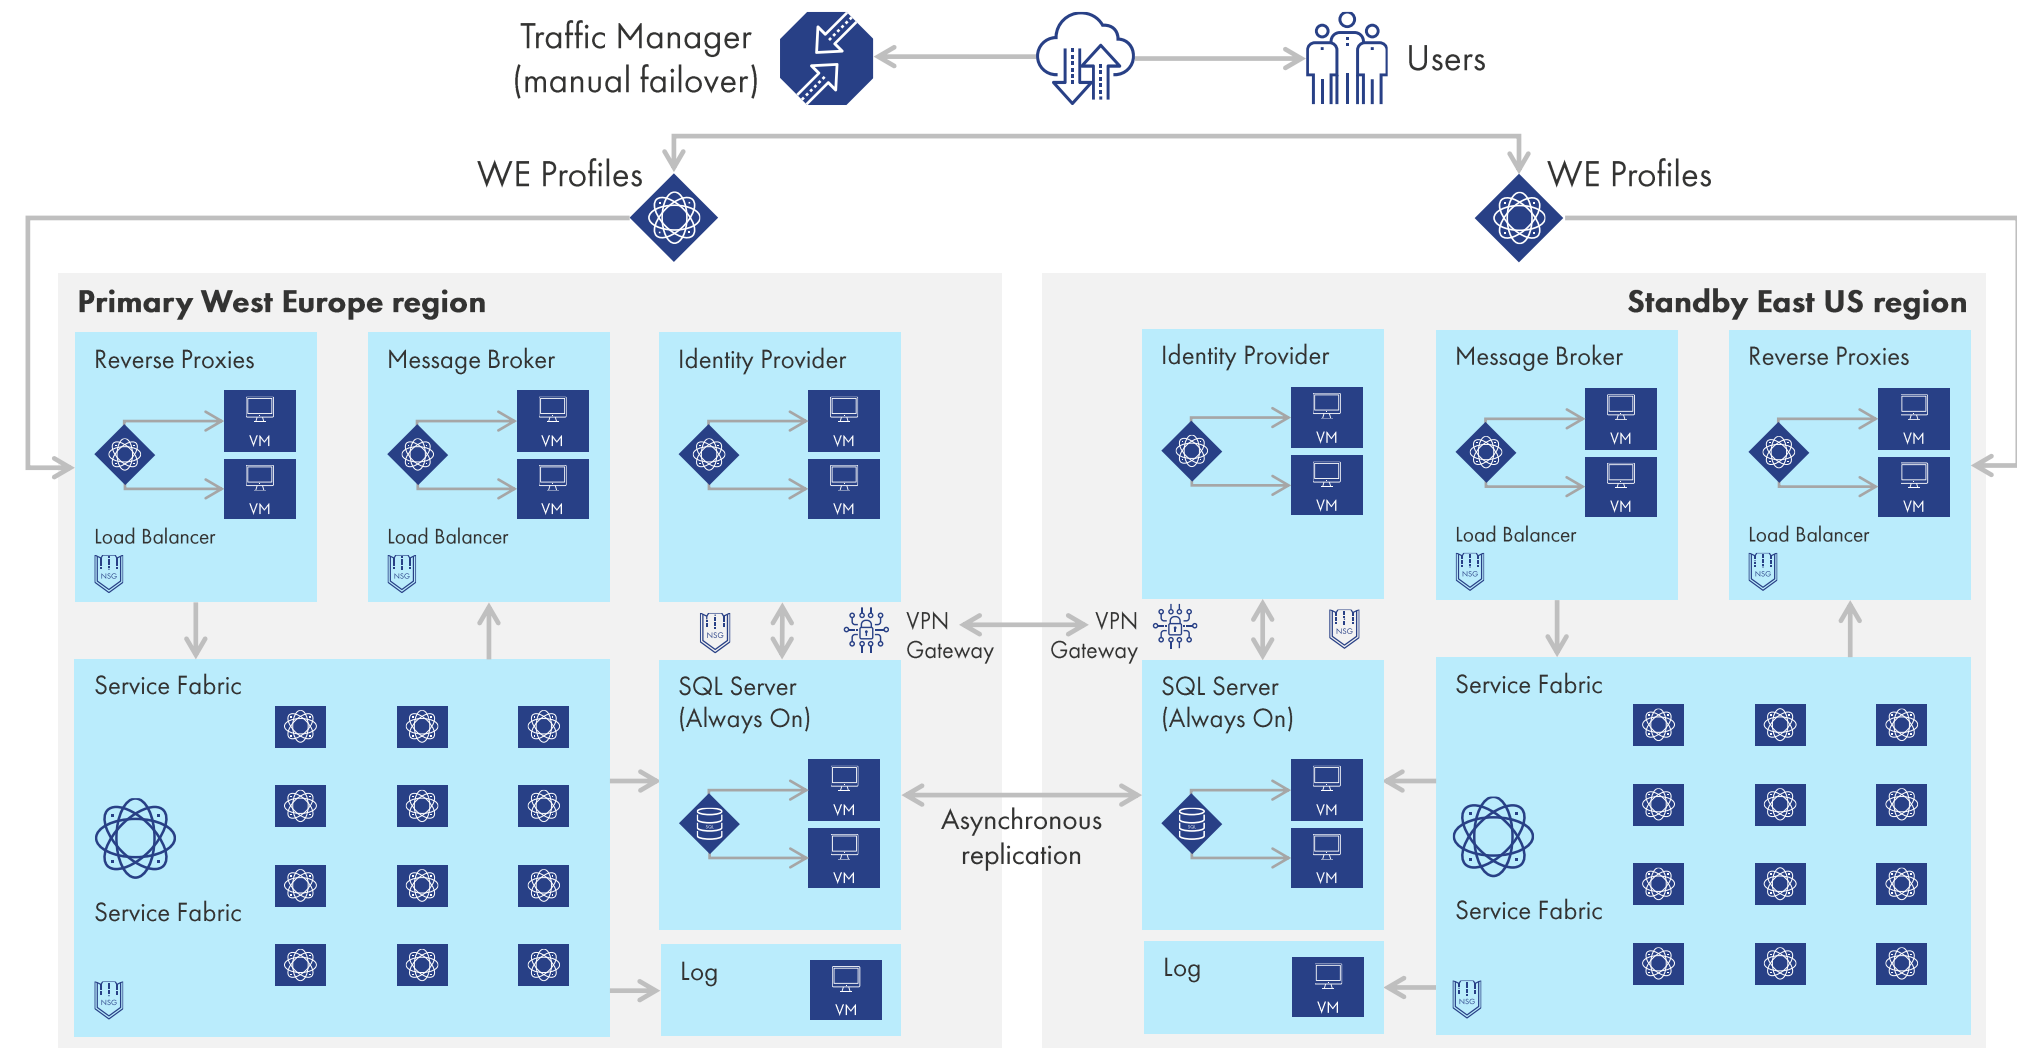 Traffic Manager
(manual failover)
Users
WE Profiles
WE Profiles
Primary West Europe region
Reverse Proxies
VM
VM
Load Balancer
NSG
Message Broker
VM
VM
Load Balancer
NSG
Identity Provider
VM
VM
NSG
VPN
Gateway
Service Fabric
Service Fabric
NSG
SQL Server
(Always On)
SQL
VM
VM
Log
VM
Asynchronous
replication
Standby East US region
Identity Provider
VM
VM
Message Broker
VM
VM
Load Balancer
NSG
Reverse Proxies
VM
VM
Load Balancer
NSG
VPN
Gateway
NSG
SQL Server
(Always On)
SQL
VM
VM
Log
VM
Service Fabric
Service Fabric
NSG